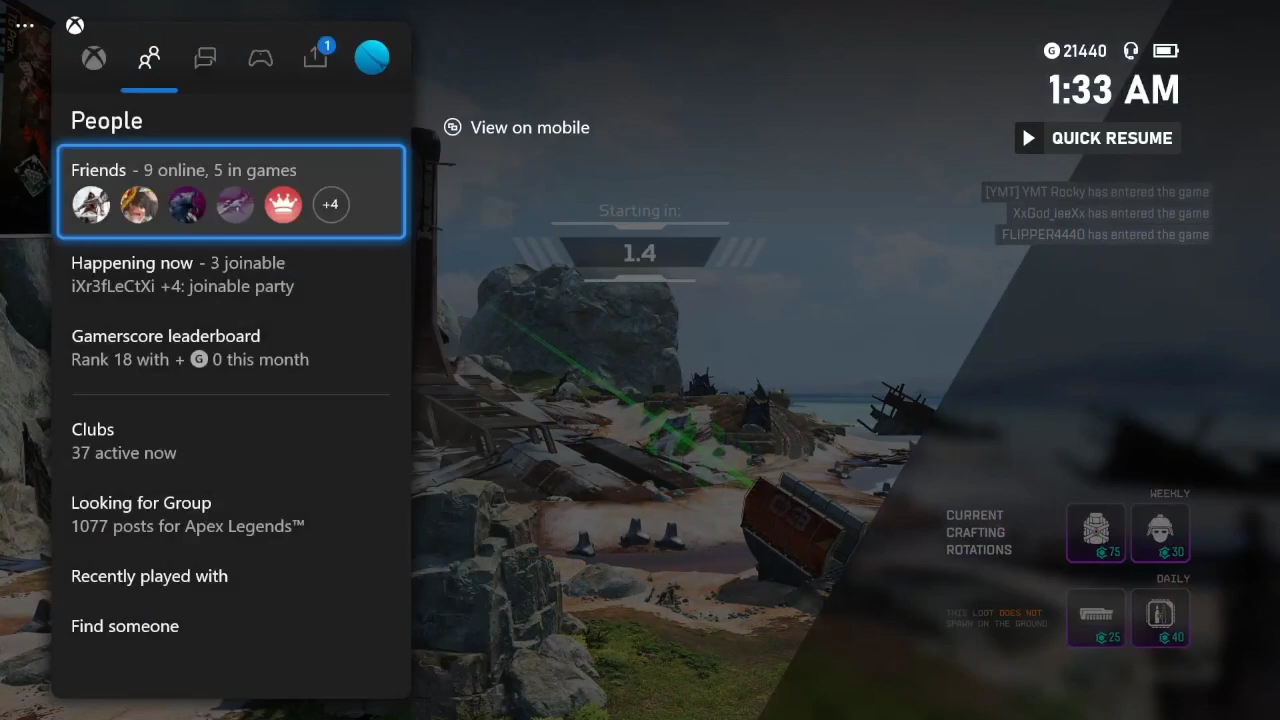 1
People
Friends - 9 online, 5 in games
+4
Happening now - 3 joinable
iXr3fLeCtXi +4: joinable party
Gamerscore leaderboard
Rank 18 with + G 0 this month
Clubs
37 active now
Looking for Group
1077 posts for Apex Legends™
Recently played with
Find someone
View on mobile
Starting in:
1.4
G 21440
1:33 AM
QUICK RESUME
[YMT] YMT Rocky has entered the game
XxGod_leeXx has entered the game
FLIPPER4440 has entered the game
WEEKLY
CURRENT
CRAFTING
ROTATIONS
75
30
DAILY
THIS LOOT DOES NOT
SPAWN ON THE GROUND
25
40
03